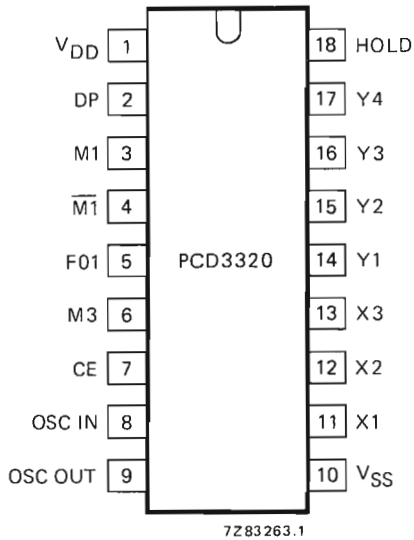 VDD 1 18 HOLD
DP 2 17 Y4
M1 3 16 Y3
M̅1̅ 4 15 Y2
F01 5 PCD3320 14 Y1
M3 6 13 X3
CE 7 12 X2
OSC IN 8 11 X1
OSC OUT 9 10 VSS
7Z83263.1